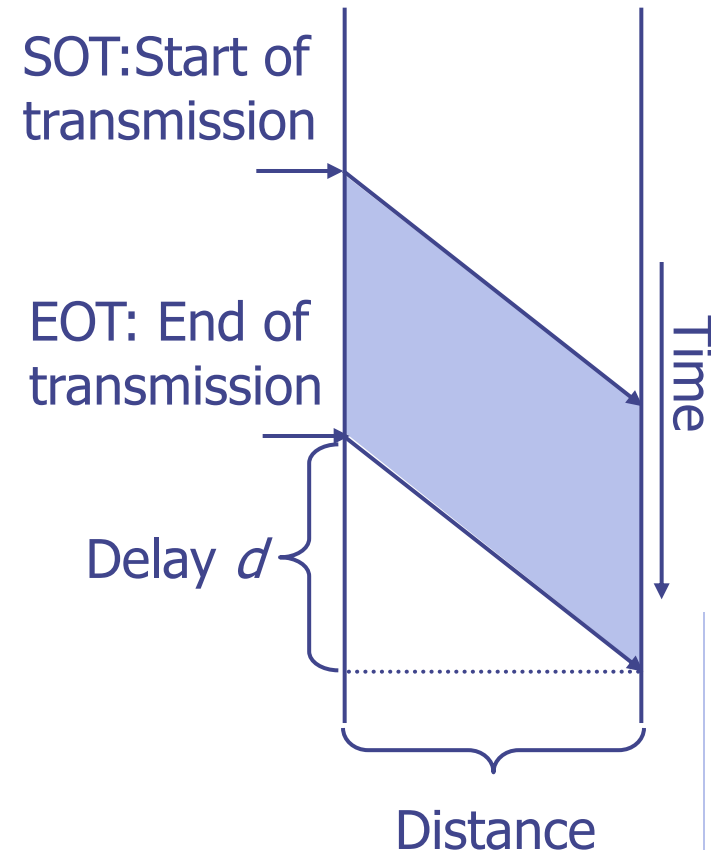 SOT:Start of
transmission
EOT: End of
transmission
Time
Delay d
Distance